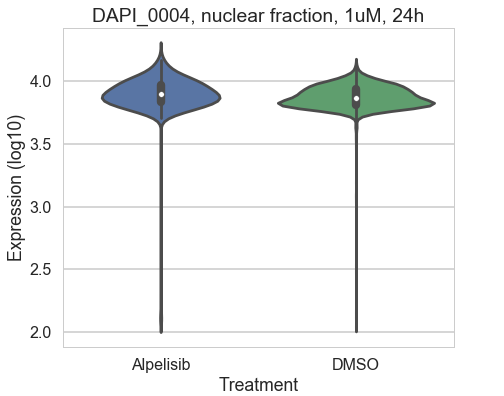 DAPI_0004, nuclear fraction, 1uM, 24h
Expression (log10)
4.0
3.5
3.0
2.5
2.0
Alpelisib DMSO
Treatment